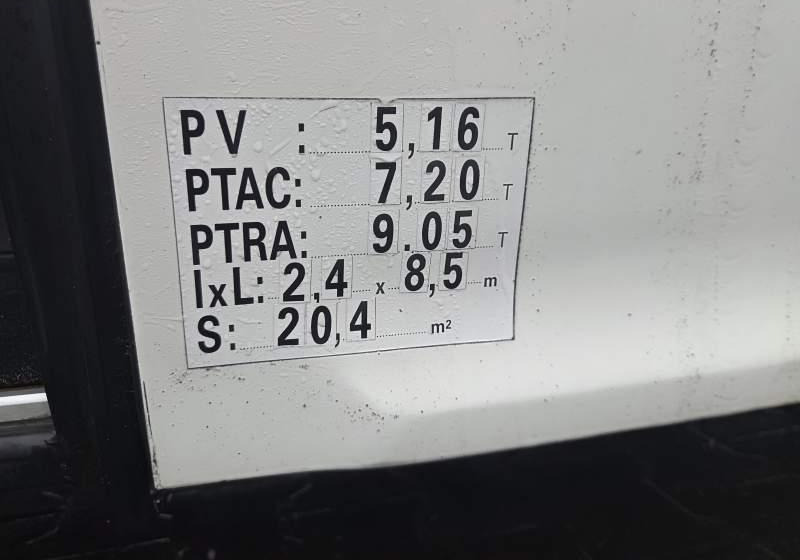 PV : 5,16 T
PTAC: 7,20 T
PTRA: 9.05 T
lxL: 2,4 x 8,5 m
S: 20,4 m²